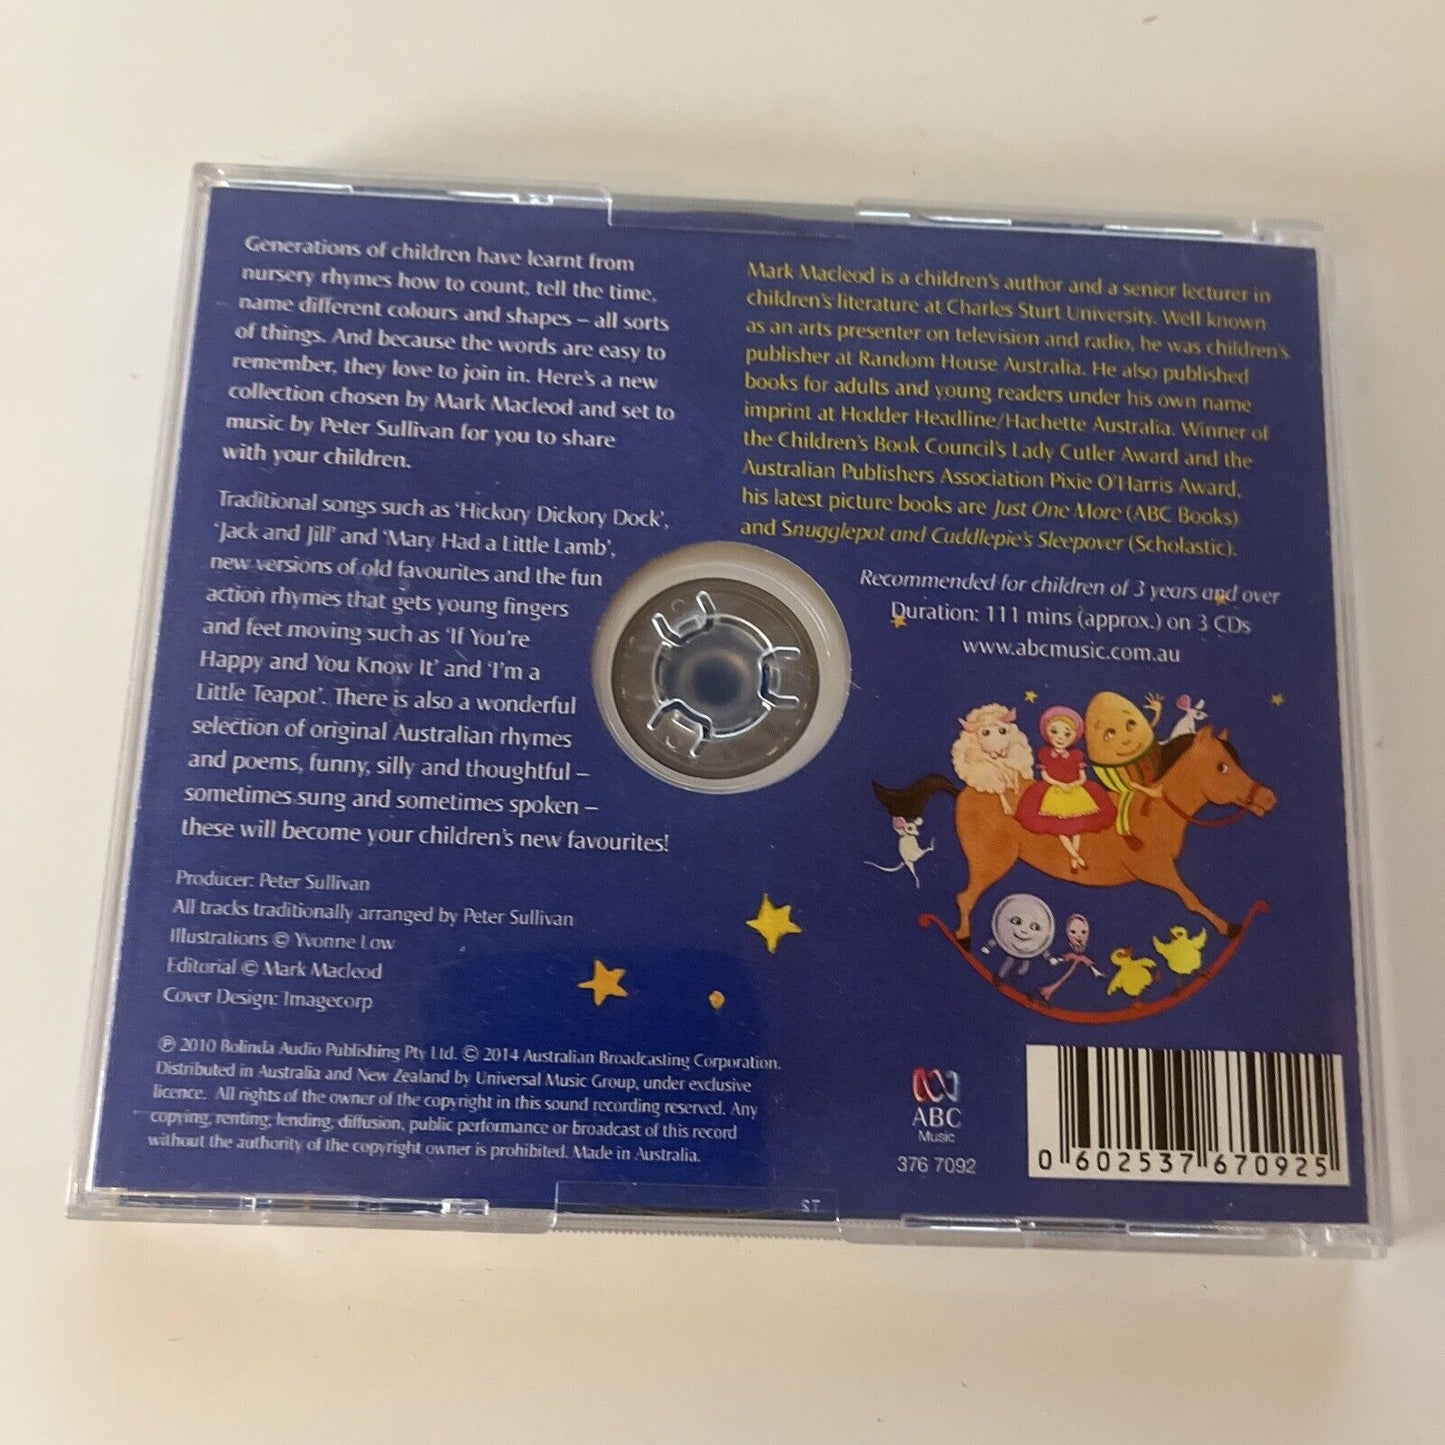 Generations of children have learnt from
nursery rhymes how to count, tell the time,
name different colours and shapes – all sorts
of things. And because the words are easy to
remember, they love to join in. Here's a new
collection chosen by Mark Macleod and set to
music by Peter Sullivan for you to share
with your children.
Traditional songs such as 'Hickory Dickory Dock',
'Jack and Jill' and 'Mary Had a Little Lamb',
new versions of old favourites and the fun
action rhymes that gets young fingers
and feet moving such as 'If You're
Happy and You Know It' and 'I'm a
Little Teapot'. There is also a wonderful
selection of original Australian rhymes
and poems, funny, silly and thoughtful –
sometimes sung and sometimes spoken –
these will become your children's new favourites!
Producer: Peter Sullivan
All tracks traditionally arranged by Peter Sullivan
Illustrations © Yvonne Low
Editorial © Mark Macleod
Cover Design: Imagecorp
℗ 2010 Bolinda Audio Publishing Pty Ltd. © 2014 Australian Broadcasting Corporation.
Distributed in Australia and New Zealand by Universal Music Group, under exclusive
licence. All rights of the owner of the copyright in this sound recording reserved. Any
copying, renting, lending, diffusion, public performance or broadcast of this record
without the authority of the copyright owner is prohibited. Made in Australia.
Mark Macleod is a children's author and a senior lecturer in
children's literature at Charles Sturt University. Well known
as an arts presenter on television and radio, he was children's
publisher at Random House Australia. He also published
books for adults and young readers under his own name
imprint at Hodder Headline/Hachette Australia. Winner of
the Children's Book Council's Lady Cutler Award and the
Australian Publishers Association Pixie O'Harris Award,
his latest picture books are Just One More (ABC Books)
and Snugglepot and Cuddlepie's Sleepover (Scholastic).
Recommended for children of 3 years and over
Duration: 111 mins (approx.) on 3 CDs
www.abcmusic.com.au
ABC
Music
376 7092
0 602537 670925